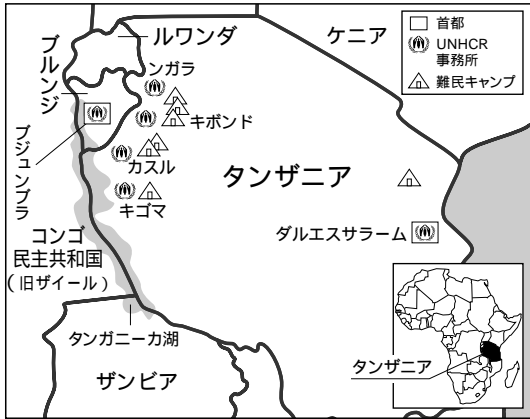 ルワンダ
ケニア
首都
UNHCR
事務所
難民キャンプ
ンガラ
ブルンジ
キボンド
ブジュンブラ
カスル
タンザニア
キゴマ
ダルエスサラーム
コンゴ
民主共和国
(旧ザイール)
タンガニーカ湖
ザンビア
タンザニア